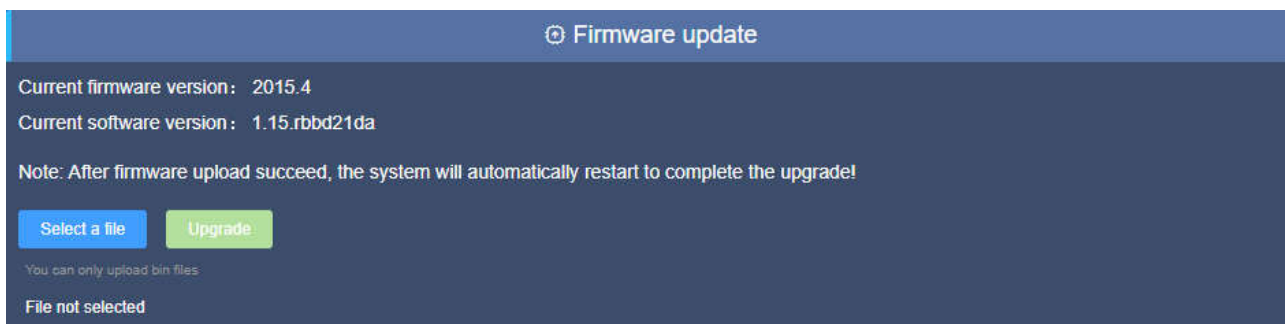 Firmware update
Current firmware version： 2015.4
Current software version： 1.15.rbbd21da
Note: After firmware upload succeed, the system will automatically restart to complete the upgrade!
Select a file Upgrade
You can only upload bin files
File not selected